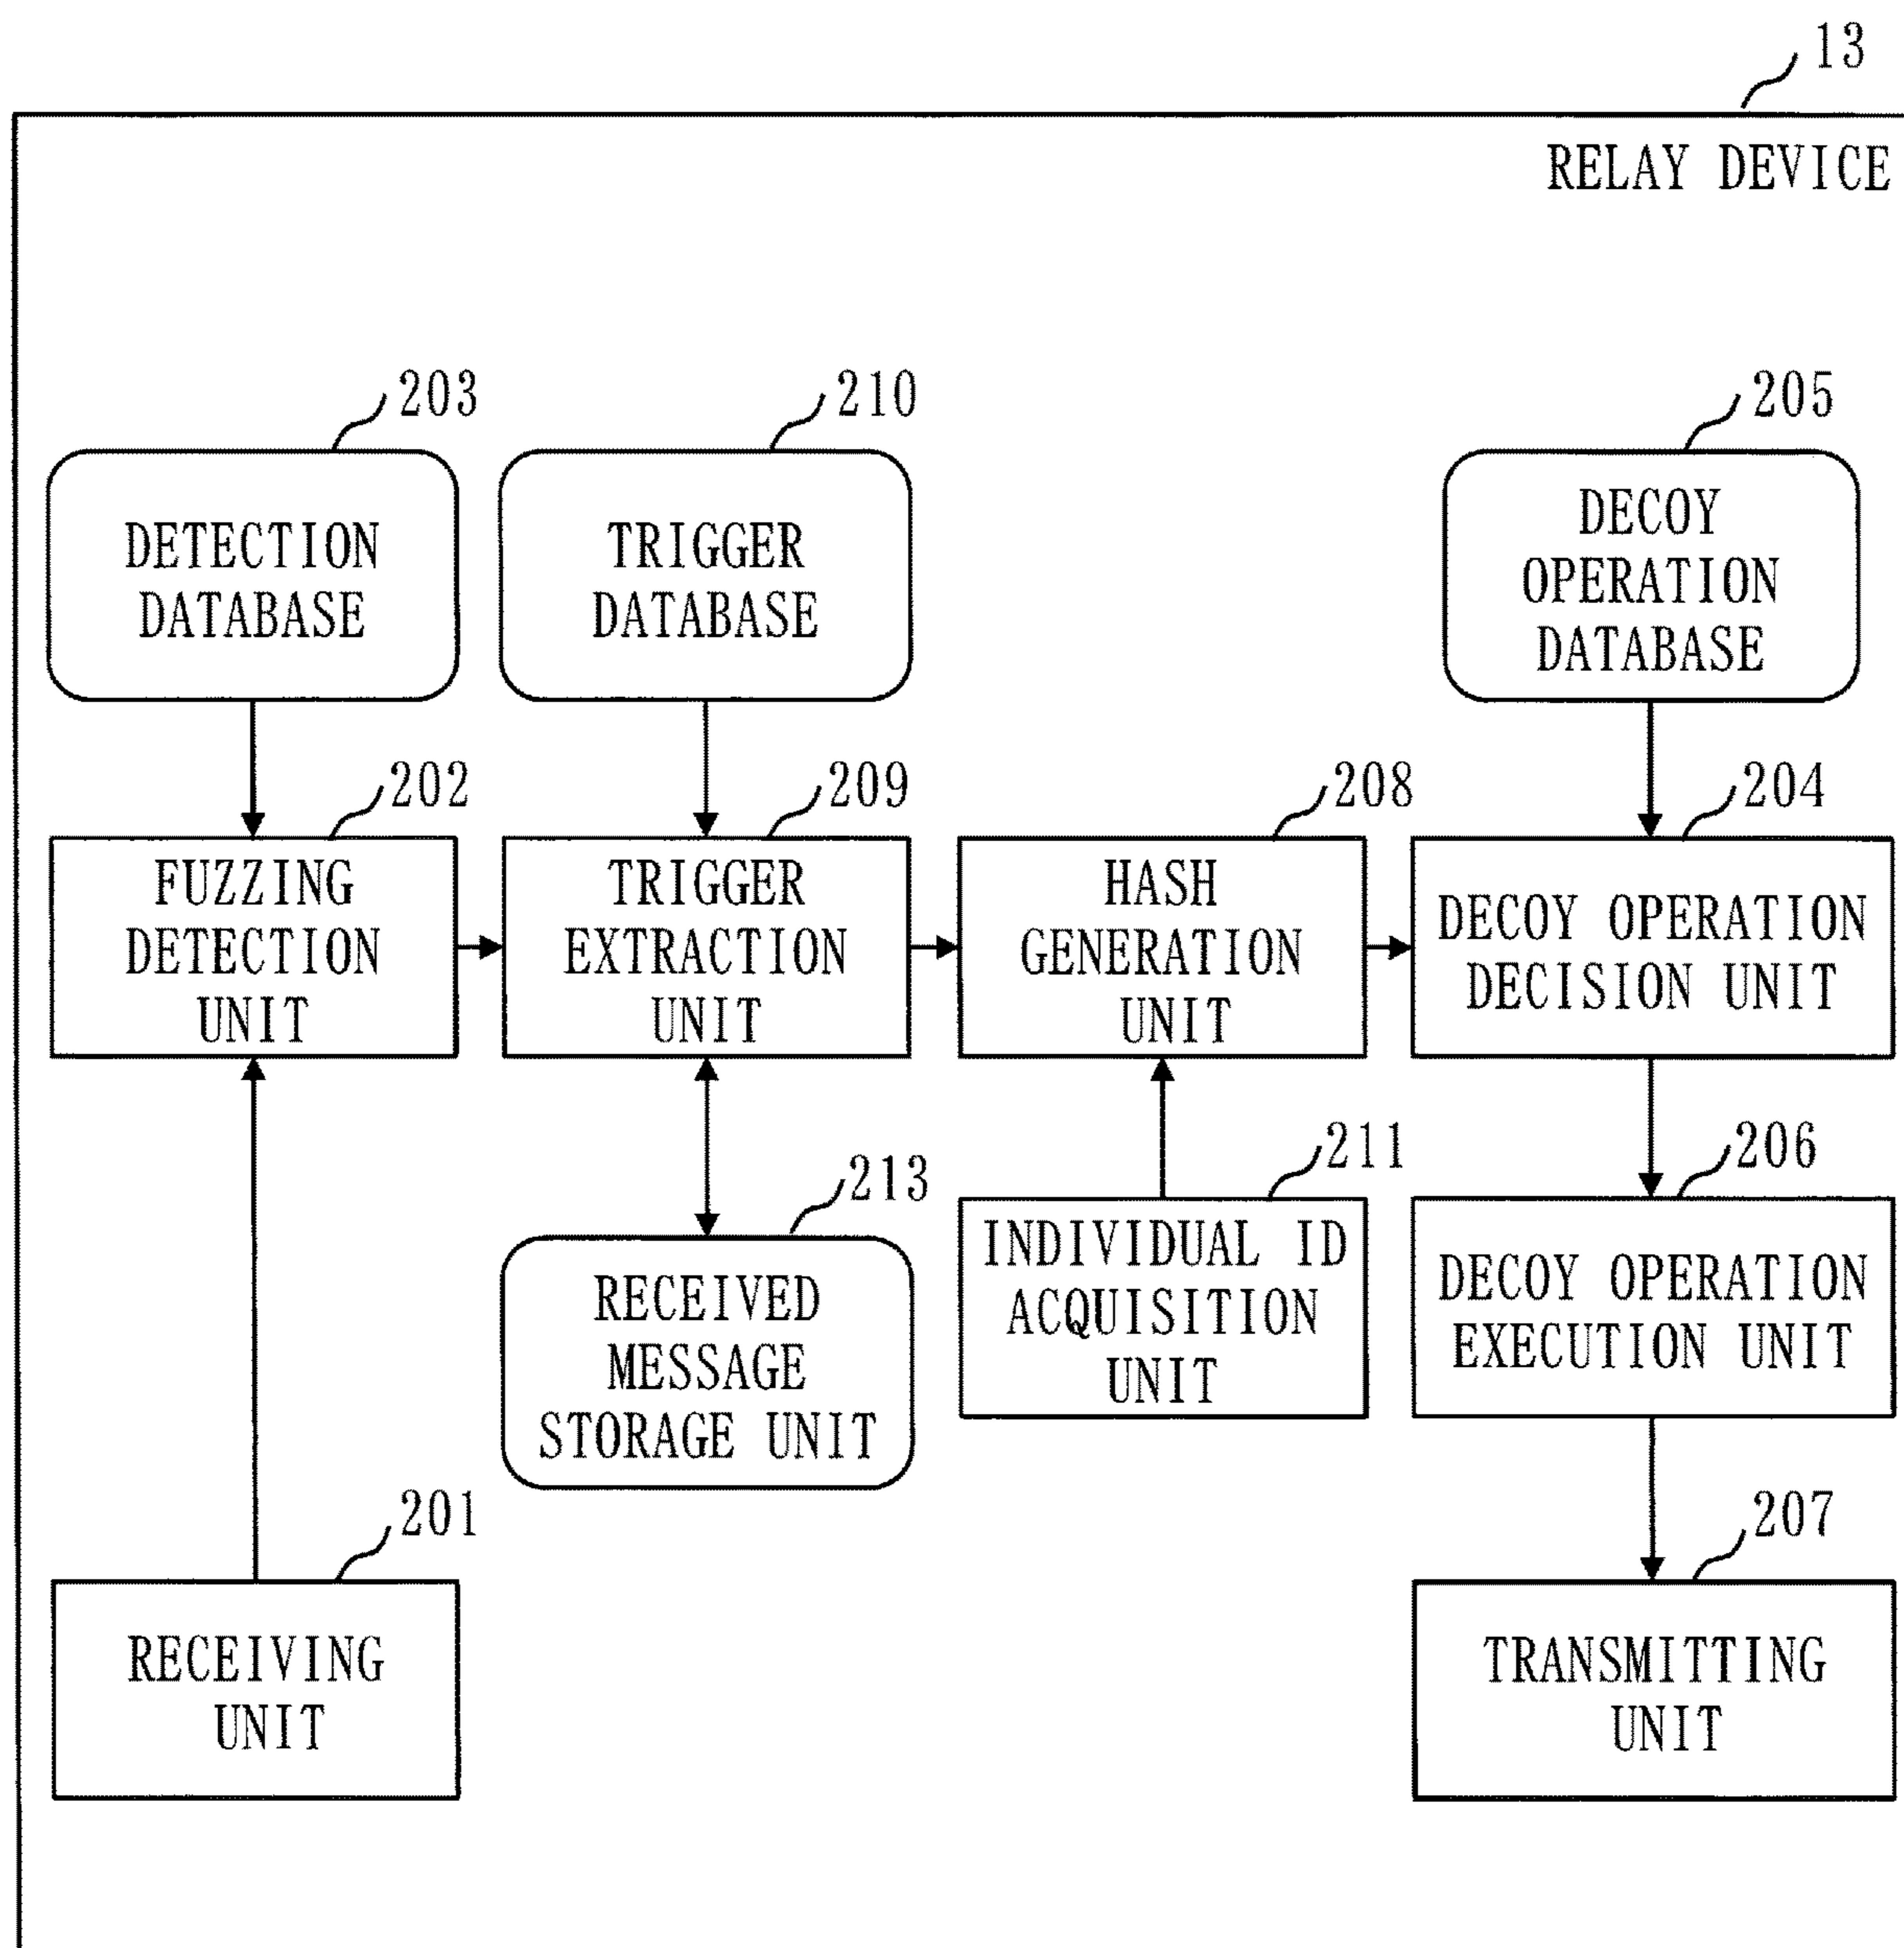 13
RELAY DEVICE
203
210
205
DETECTION
DATABASE
TRIGGER
DATABASE
DECOY
OPERATION
DATABASE
202
209
208
204
FUZZING
DETECTION
UNIT
TRIGGER
EXTRACTION
UNIT
HASH
GENERATION
UNIT
DECOY OPERATION
DECISION UNIT
213
211
206
RECEIVED
MESSAGE
STORAGE UNIT
INDIVIDUAL ID
ACQUISITION
UNIT
DECOY OPERATION
EXECUTION UNIT
201
207
RECEIVING
UNIT
TRANSMITTING
UNIT